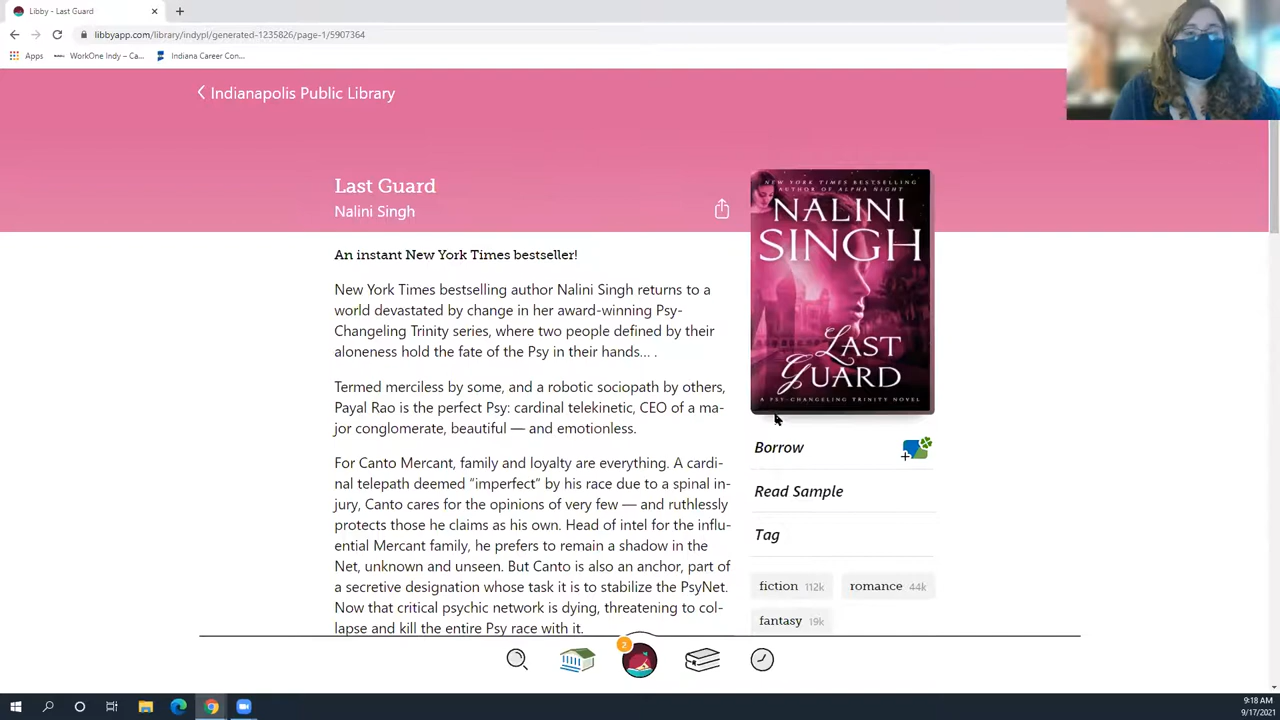 Libby - Last Guard
libbyapp.com/library/indypl/generated-1235826/page-1/5907364
Apps
WorkOne Indy – Ca...
Indiana Career Con...
Indianapolis Public Library
Last Guard
Nalini Singh
An instant New York Times bestseller!
New York Times bestselling author Nalini Singh returns to a
world devastated by change in her award-winning Psy-
Changeling Trinity series, where two people defined by their
aloneness hold the fate of the Psy in their hands... .
Termed merciless by some, and a robotic sociopath by others,
Payal Rao is the perfect Psy: cardinal telekinetic, CEO of a ma-
jor conglomerate, beautiful — and emotionless.
For Canto Mercant, family and loyalty are everything. A cardi-
nal telepath deemed “imperfect” by his race due to a spinal in-
jury, Canto cares for the opinions of very few — and ruthlessly
protects those he claims as his own. Head of intel for the influ-
ential Mercant family, he prefers to remain a shadow in the
Net, unknown and unseen. But Canto is also an anchor, part of
a secretive designation whose task it is to stabilize the PsyNet.
Now that critical psychic network is dying, threatening to col-
lapse and kill the entire Psy race with it.
NEW YORK TIMES BESTSELLING
AUTHOR OF ALPHA NIGHT
NALINI
SINGH
LAST
GUARD
A PSY-CHANGELING TRINITY NOVEL
Borrow
Read Sample
Tag
fiction 112k
romance 44k
fantasy 19k
2
9:18 AM
9/17/2021